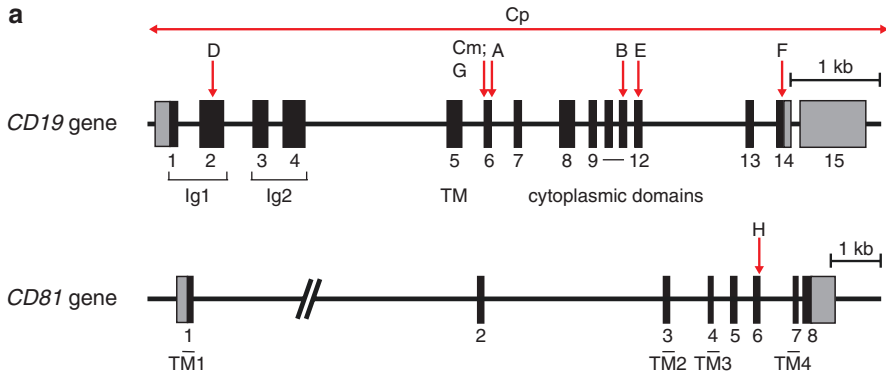 a
Cp
D
Cm;
G
A
B
E
F
1 kb
CD19 gene
1
2
3
4
5
6
7
8
9
12
13
14
15
Ig1
Ig2
TM
cytoplasmic domains
H
1 kb
CD81 gene
1
2
3
4
5
6
7
8
TM1
TM2
TM3
TM4